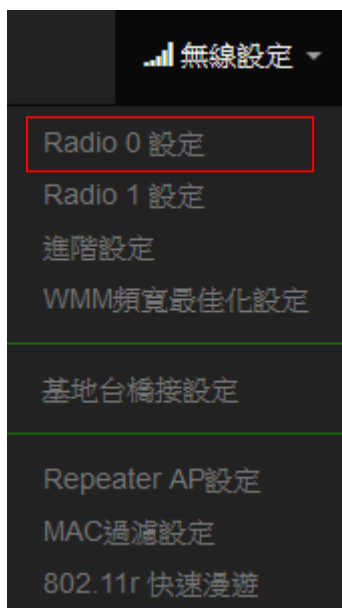 無線設定
Radio 0 設定
Radio 1 設定
進階設定
WMM頻寬最佳化設定
基地台橋接設定
Repeater AP設定
MAC過濾設定
802.11r 快速漫遊